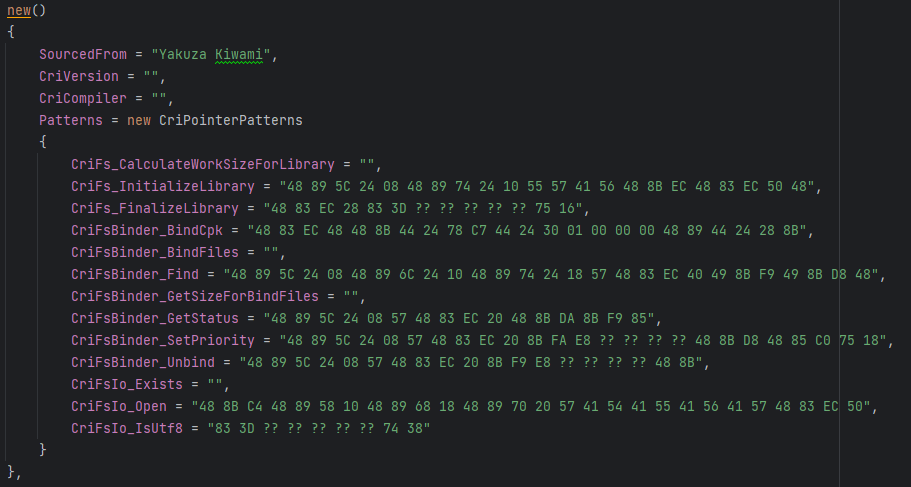 new()
{
    SourcedFrom = "Yakuza Kiwami",
    CriVersion = "",
    CriCompiler = "",
    Patterns = new CriPointerPatterns
    {
        CriFs_CalculateWorkSizeForLibrary = "",
        CriFs_InitializeLibrary = "48 89 5C 24 08 48 89 74 24 10 55 57 41 56 48 8B EC 48 83 EC 50 48",
        CriFs_FinalizeLibrary = "48 83 EC 28 83 3D ?? ?? ?? ?? ?? 75 16",
        CriFsBinder_BindCpk = "48 83 EC 48 48 8B 44 24 78 C7 44 24 30 01 00 00 00 48 89 44 24 28 8B",
        CriFsBinder_BindFiles = "",
        CriFsBinder_Find = "48 89 5C 24 08 48 89 6C 24 10 48 89 74 24 18 57 48 83 EC 40 49 8B F9 49 8B D8 48",
        CriFsBinder_GetSizeForBindFiles = "",
        CriFsBinder_GetStatus = "48 89 5C 24 08 57 48 83 EC 20 48 8B DA 8B F9 85",
        CriFsBinder_SetPriority = "48 89 5C 24 08 57 48 83 EC 20 8B FA E8 ?? ?? ?? ?? 48 8B D8 48 85 C0 75 18",
        CriFsBinder_Unbind = "48 89 5C 24 08 57 48 83 EC 20 8B F9 E8 ?? ?? ?? ?? 48 8B",
        CriFsIo_Exists = "",
        CriFsIo_Open = "48 8B C4 48 89 58 10 48 89 68 18 48 89 70 20 57 41 54 41 55 41 56 41 57 48 83 EC 50",
        CriFsIo_IsUtf8 = "83 3D ?? ?? ?? ?? ?? 74 38"
    }
},